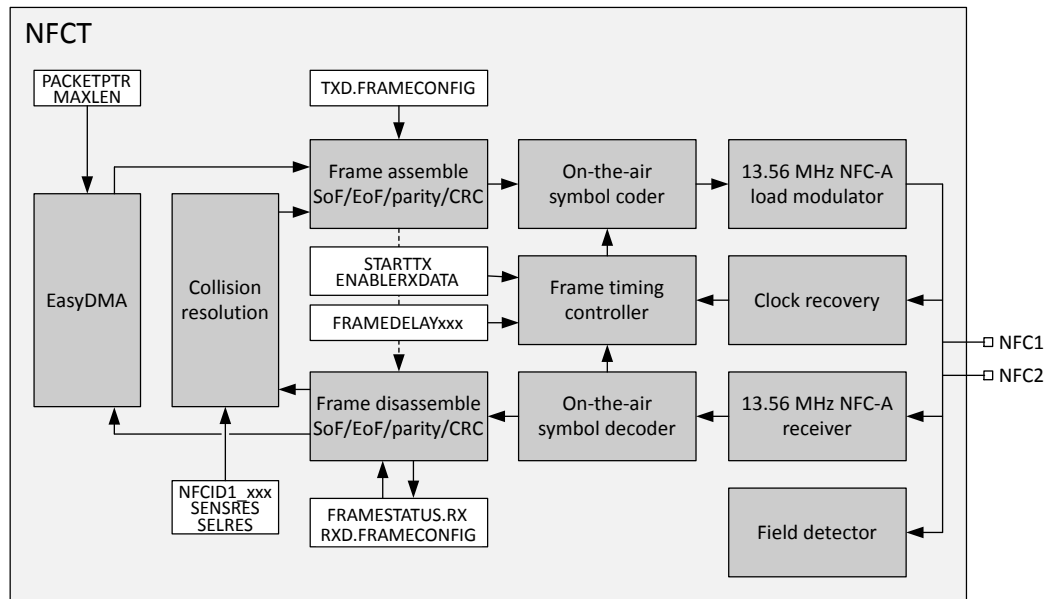 NFCT
PACKETPTR
MAXLEN
TXD.FRAMECONFIG
Frame assemble
SoF/EoF/parity/CRC
On-the-air
symbol coder
13.56 MHz NFC-A
load modulator
EasyDMA
Collision
resolution
STARTTX
ENABLERXDATA
Frame timing
controller
Clock recovery
FRAMEDELAYxxx
NFC1
NFC2
Frame disassemble
SoF/EoF/parity/CRC
On-the-air
symbol decoder
13.56 MHz NFC-A
receiver
NFCID1_xxx
SENSRES
SELRES
FRAMESTATUS.RX
RXD.FRAMECONFIG
Field detector